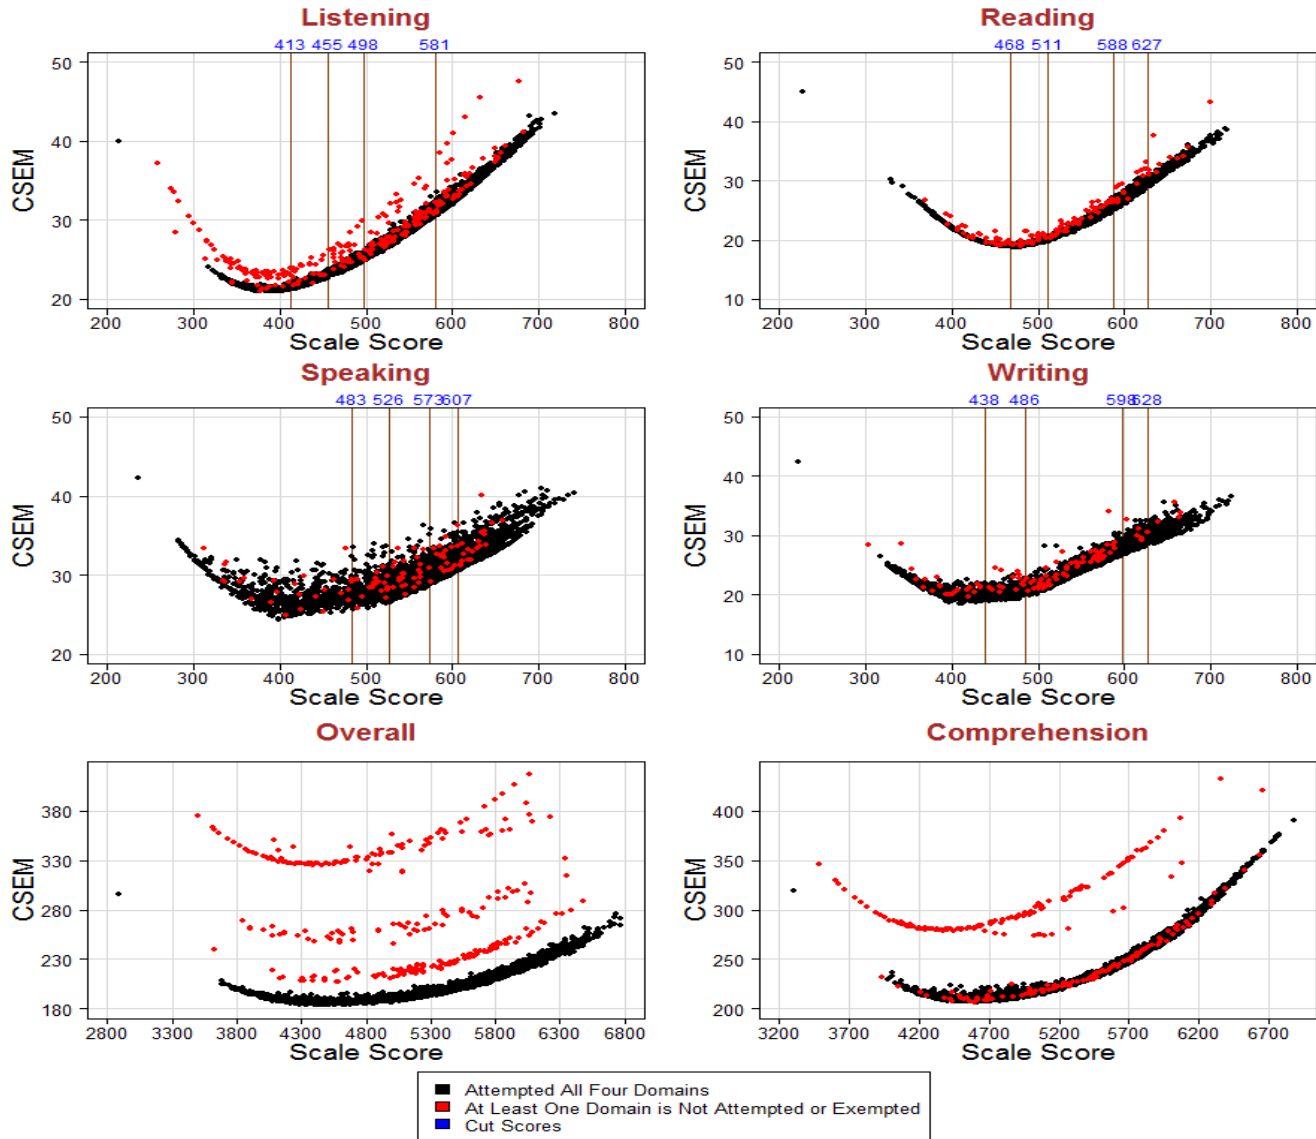 Listening
413 455 498 581
50
40
30
20
CSEM
200 300 400 500 600 700 800
Scale Score
Reading
468 511 588 627
50
40
30
20
10
CSEM
200 300 400 500 600 700 800
Scale Score
Speaking
483 526 573 607
50
40
30
20
CSEM
200 300 400 500 600 700 800
Scale Score
Writing
438 486 598 628
50
40
30
20
10
CSEM
200 300 400 500 600 700 800
Scale Score
Overall
380
330
280
230
180
CSEM
2800 3300 3800 4300 4800 5300 5800 6300 6800
Scale Score
Comprehension
400
350
300
250
200
CSEM
3200 3700 4200 4700 5200 5700 6200 6700
Scale Score
Attempted All Four Domains
At Least One Domain is Not Attempted or Exempted
Cut Scores